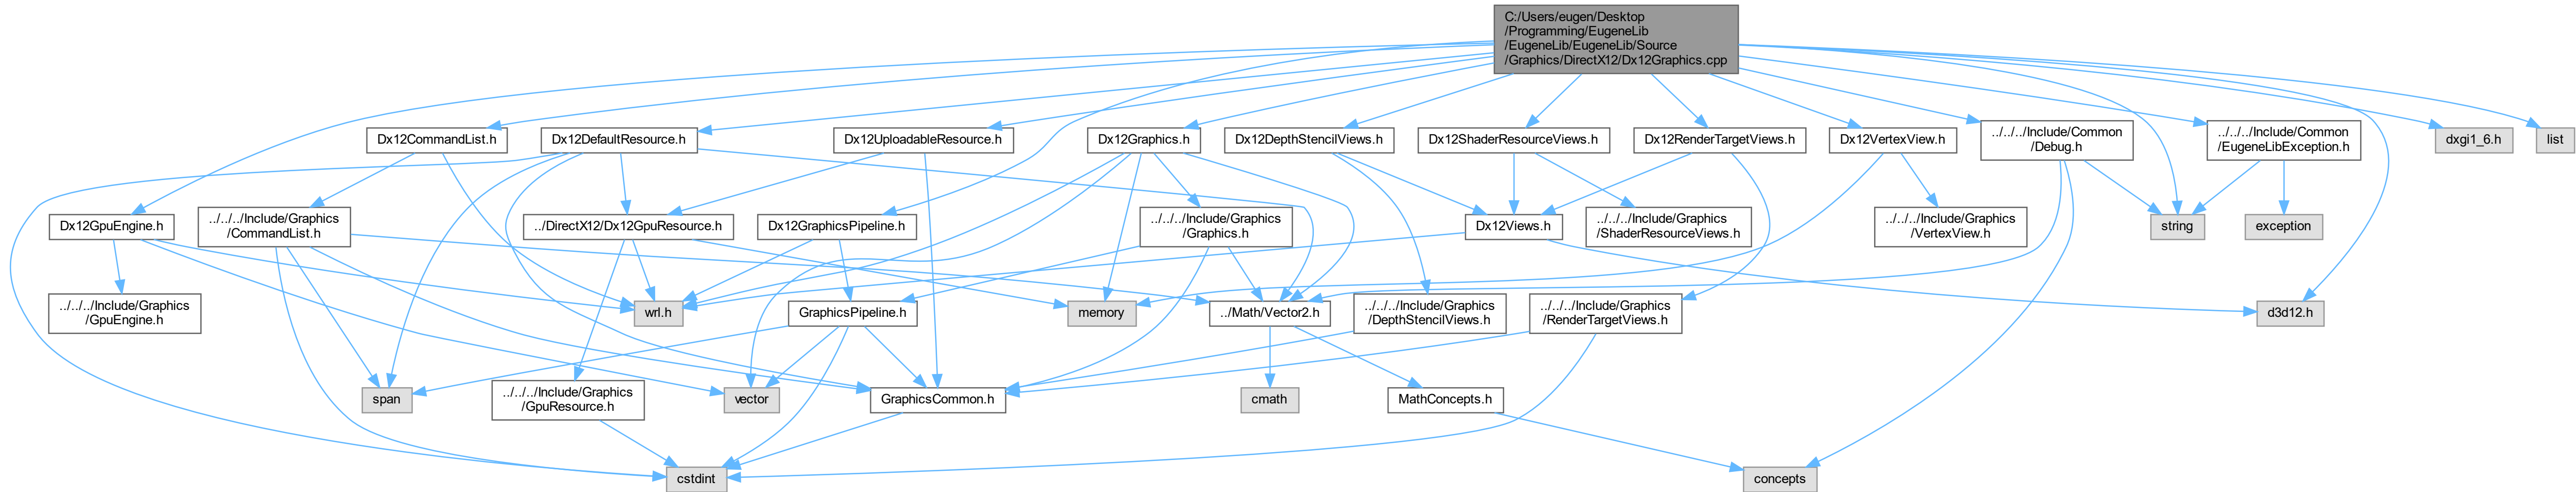 C:/Users/eugen/Desktop
/Programming/EugeneLib
/EugeneLib/EugeneLib/Source
/Graphics/DirectX12/Dx12Graphics.cpp
Dx12CommandList.h
Dx12DefaultResource.h
Dx12UploadableResource.h
Dx12Graphics.h
Dx12DepthStencilViews.h
Dx12ShaderResourceViews.h
Dx12RenderTargetViews.h
Dx12VertexView.h
../../../Include/Common
/Debug.h
../../../Include/Common
/EugeneLibException.h
dxgi1_6.h
list
Dx12GpuEngine.h
../../../Include/Graphics
/CommandList.h
../DirectX12/Dx12GpuResource.h
Dx12GraphicsPipeline.h
../../../Include/Graphics
/Graphics.h
Dx12Views.h
../../../Include/Graphics
/ShaderResourceViews.h
../../../Include/Graphics
/VertexView.h
string
exception
../../../Include/Graphics
/GpuEngine.h
wrl.h
GraphicsPipeline.h
memory
../Math/Vector2.h
../../../Include/Graphics
/DepthStencilViews.h
../../../Include/Graphics
/RenderTargetViews.h
d3d12.h
span
../../../Include/Graphics
/GpuResource.h
vector
GraphicsCommon.h
cmath
MathConcepts.h
cstdint
concepts